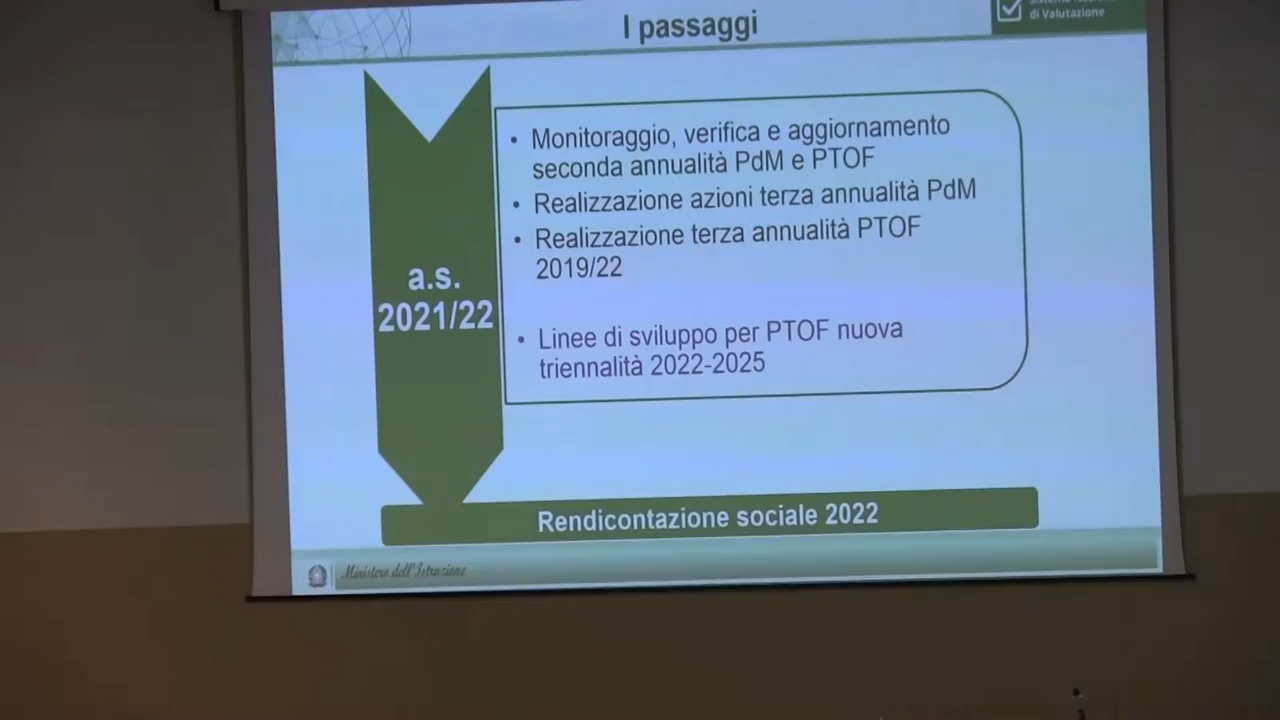 I passaggi
di Valutazione
• Monitoraggio, verifica e aggiornamento
seconda annualità PdM e PTOF
• Realizzazione azioni terza annualità PdM
• Realizzazione terza annualità PTOF
2019/22
a.s.
2021/22
• Linee di sviluppo per PTOF nuova
triennalità 2022-2025
Rendicontazione sociale 2022
Ministero dell'Istruzione